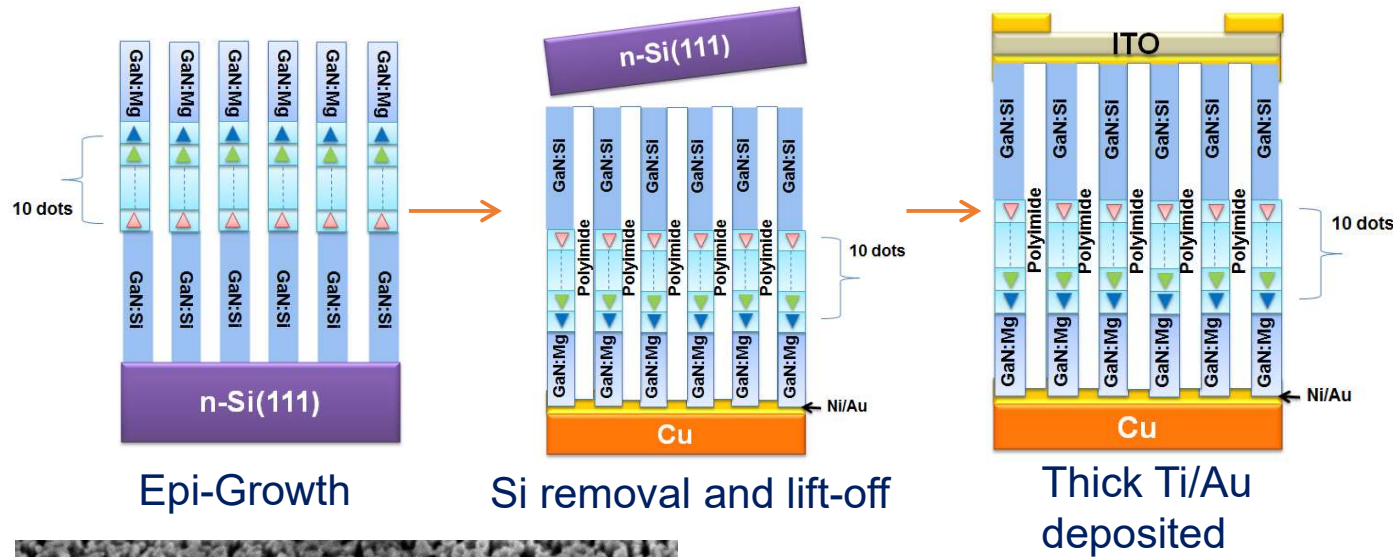 GaN:Mg GaN:Mg GaN:Mg GaN:Mg GaN:Mg GaN:Mg
10 dots
GaN:Si GaN:Si GaN:Si GaN:Si GaN:Si GaN:Si
n-Si(111)
Epi-Growth
n-Si(111)
GaN:Si GaN:Si GaN:Si GaN:Si GaN:Si GaN:Si
Polyimide Polyimide Polyimide Polyimide Polyimide
10 dots
GaN:Mg GaN:Mg GaN:Mg GaN:Mg GaN:Mg GaN:Mg
Ni/Au
Cu
Si removal and lift-off
ITO
GaN:Si GaN:Si GaN:Si GaN:Si GaN:Si GaN:Si
Polyimide Polyimide Polyimide Polyimide Polyimide
10 dots
GaN:Mg GaN:Mg GaN:Mg GaN:Mg GaN:Mg GaN:Mg
Ni/Au
Cu
Thick Ti/Au
deposited